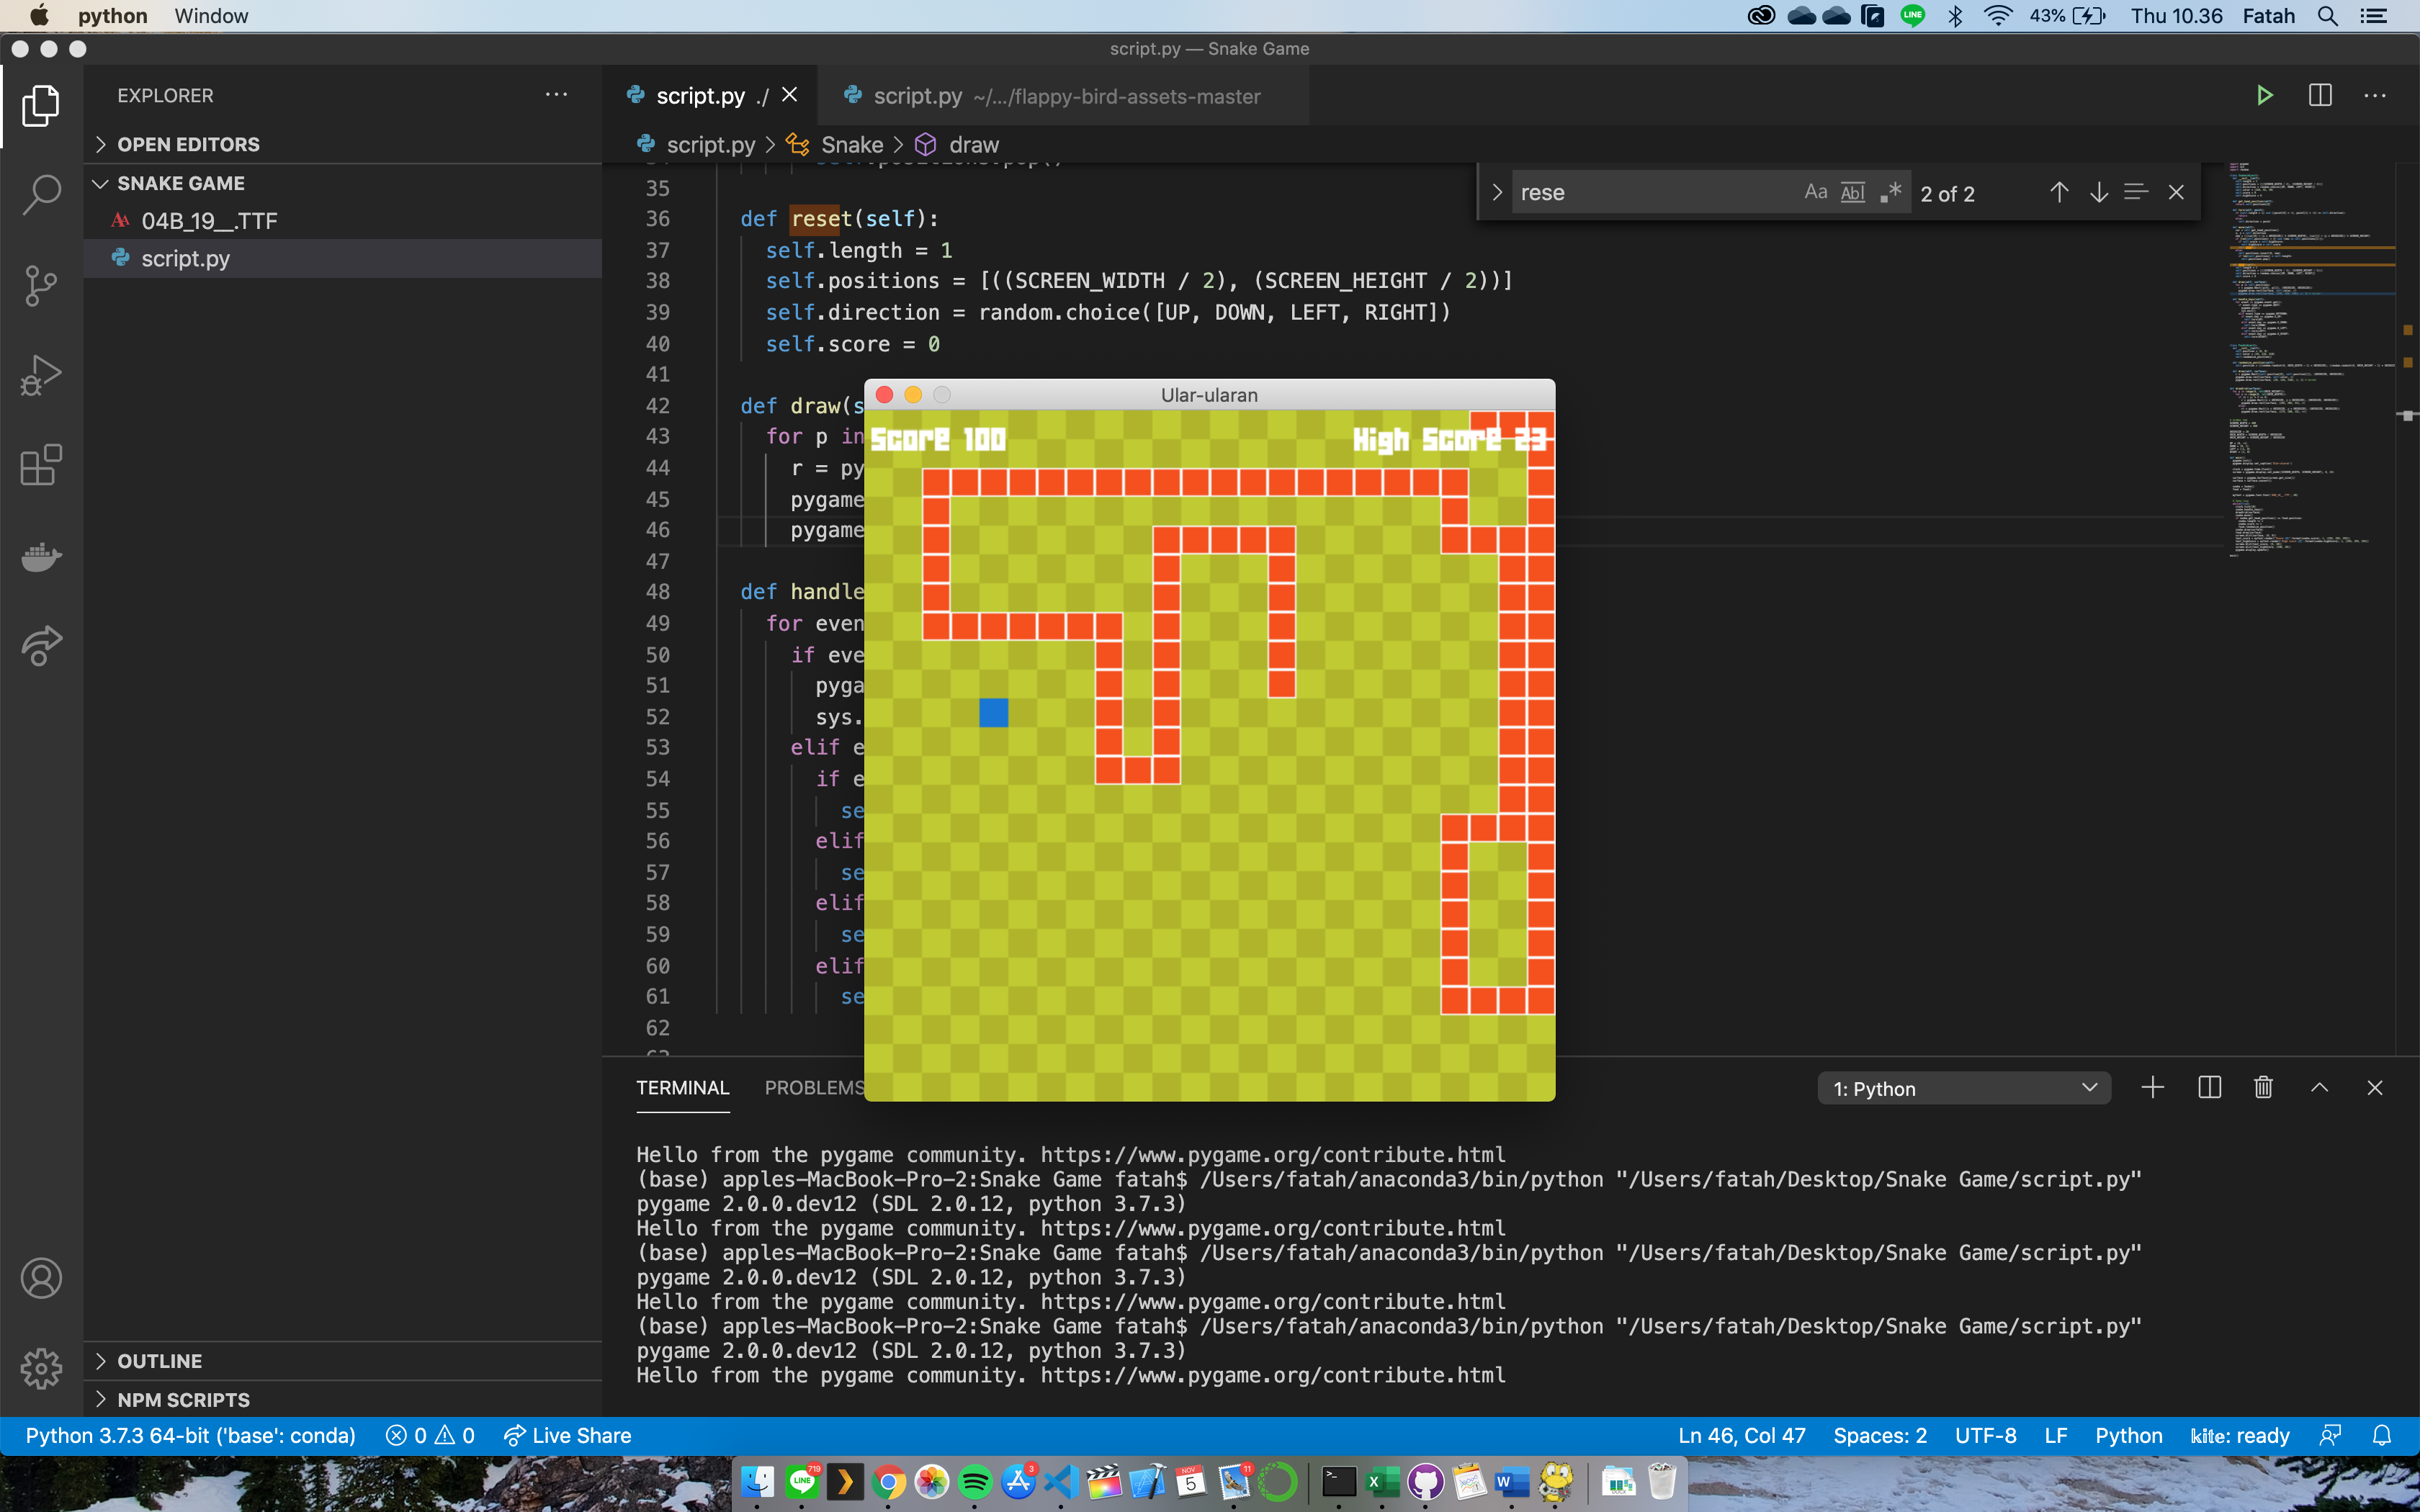 python Window 43% Thu 10.36 Fatah
script.py — Snake Game
EXPLORER
OPEN EDITORS
SNAKE GAME
04B_19__.TTF
script.py
OUTLINE
NPM SCRIPTS
script.py ./ script.py ~/.../flappy-bird-assets-master
script.py > Snake > draw
rese Aa Abl .* 2 of 2
35
36 def reset(self):
37 self.length = 1
38 self.positions = [((SCREEN_WIDTH / 2), (SCREEN_HEIGHT / 2))]
39 self.direction = random.choice([UP, DOWN, LEFT, RIGHT])
40 self.score = 0
41
42 def draw(s
43 for p in
44 r = py
45 pygame
46 pygame
47
48 def handle
49 for even
50 if eve
51 pyga
52 sys.
53 elif e
54 if e
55 se
56 elif
57 se
58 elif
59 se
60 elif
61 se
62
Ular-ularan
Score 100 High Score 23
TERMINAL PROBLEMS 1: Python
Hello from the pygame community. https://www.pygame.org/contribute.html
(base) apples-MacBook-Pro-2:Snake Game fatah$ /Users/fatah/anaconda3/bin/python "/Users/fatah/Desktop/Snake Game/script.py"
pygame 2.0.0.dev12 (SDL 2.0.12, python 3.7.3)
Hello from the pygame community. https://www.pygame.org/contribute.html
(base) apples-MacBook-Pro-2:Snake Game fatah$ /Users/fatah/anaconda3/bin/python "/Users/fatah/Desktop/Snake Game/script.py"
pygame 2.0.0.dev12 (SDL 2.0.12, python 3.7.3)
Hello from the pygame community. https://www.pygame.org/contribute.html
(base) apples-MacBook-Pro-2:Snake Game fatah$ /Users/fatah/anaconda3/bin/python "/Users/fatah/Desktop/Snake Game/script.py"
pygame 2.0.0.dev12 (SDL 2.0.12, python 3.7.3)
Hello from the pygame community. https://www.pygame.org/contribute.html
Python 3.7.3 64-bit ('base': conda) 0 0 Live Share Ln 46, Col 47 Spaces: 2 UTF-8 LF Python kite: ready
LINE 719 3 NOV 5 11